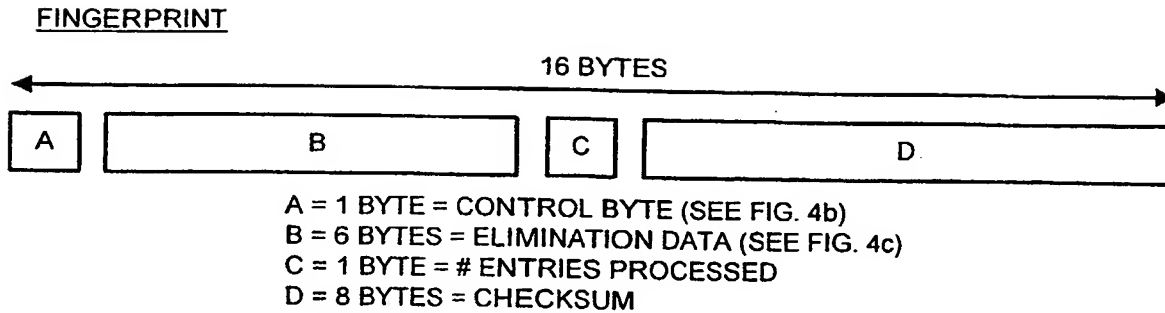 FINGERPRINT
16 BYTES
A B C D
A = 1 BYTE = CONTROL BYTE (SEE FIG. 4b)
B = 6 BYTES = ELIMINATION DATA (SEE FIG. 4c)
C = 1 BYTE = # ENTRIES PROCESSED
D = 8 BYTES = CHECKSUM